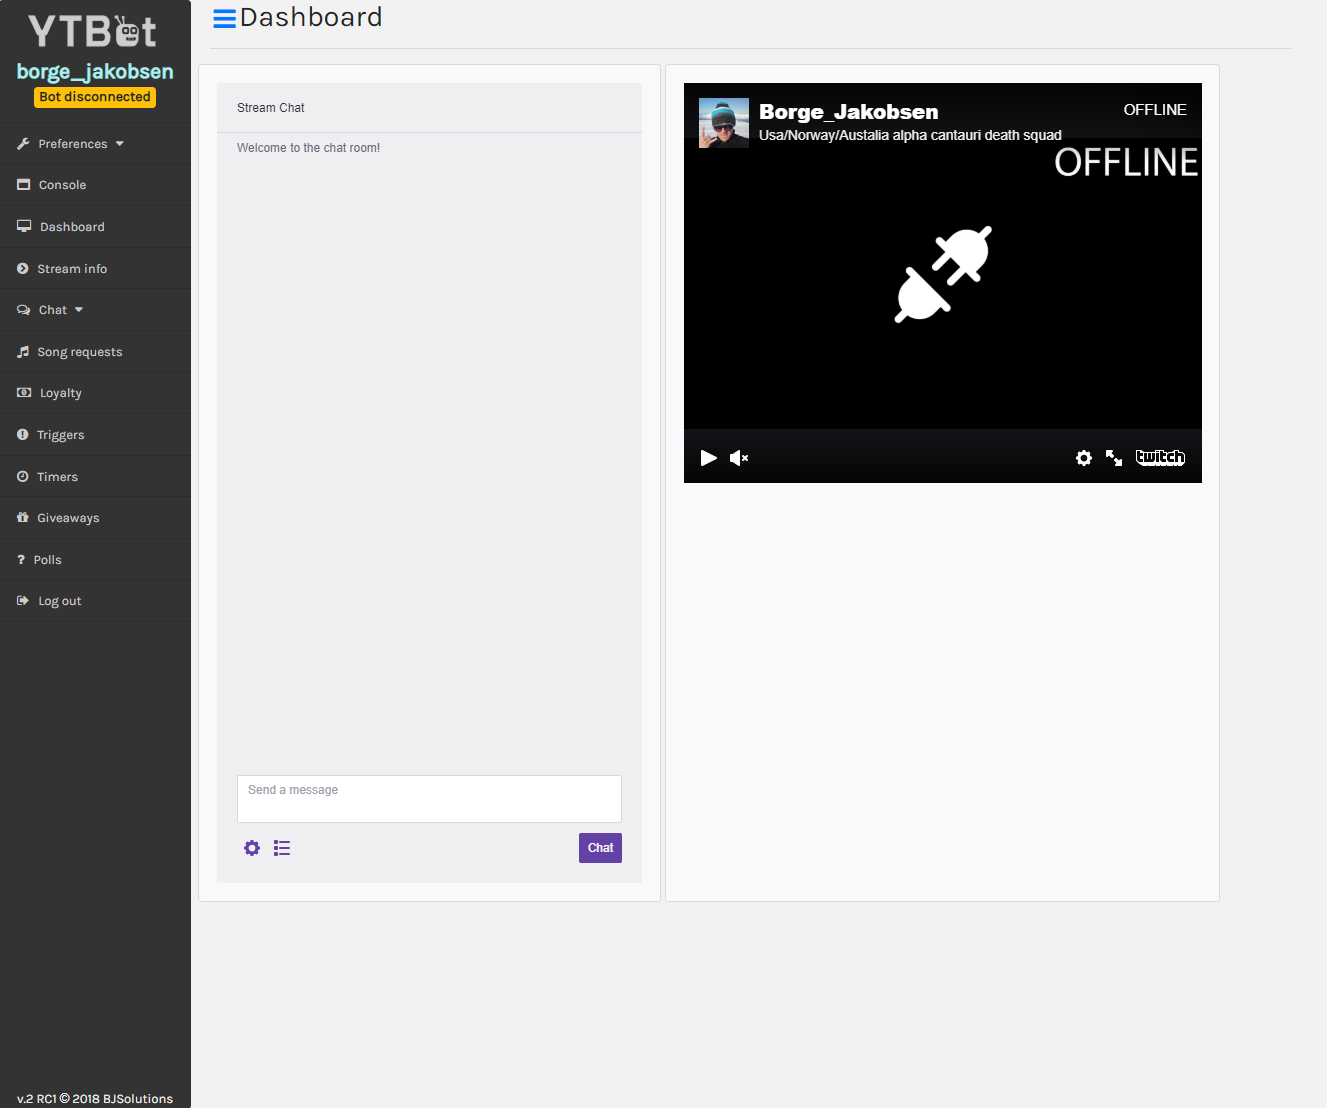 YTBot
borge_jakobsen
Bot disconnected
Preferences
Console
Dashboard
Stream info
Chat
Song requests
Loyalty
Triggers
Timers
Giveaways
Polls
Log out
v.2 RC1 © 2018 BJSolutions
Dashboard
Stream Chat
Welcome to the chat room!
Send a message
Chat
Borge_Jakobsen
OFFLINE
Usa/Norway/Austalia alpha cantauri death squad
OFFLINE
twitch